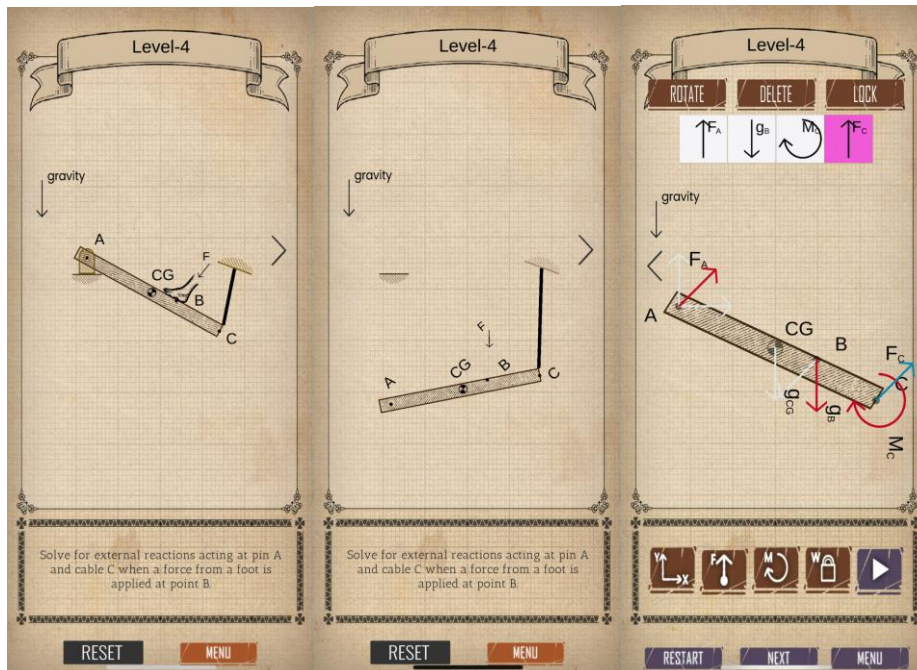 Level-4
gravity
A
CG
F
B
C
Solve for external reactions acting at pin A
and cable C when a force from a foot is
applied at point B.
RESET
MENU
Level-4
gravity
F
A
CG
B
C
Solve for external reactions acting at pin A
and cable C when a force from a foot is
applied at point B.
RESET
MENU
Level-4
ROTATE DELETE LOCK
FA gB MC FC
gravity
FA
A
CG
B
FC
C
gCG
gB
MC
Y X F M W
RESTART NEXT MENU